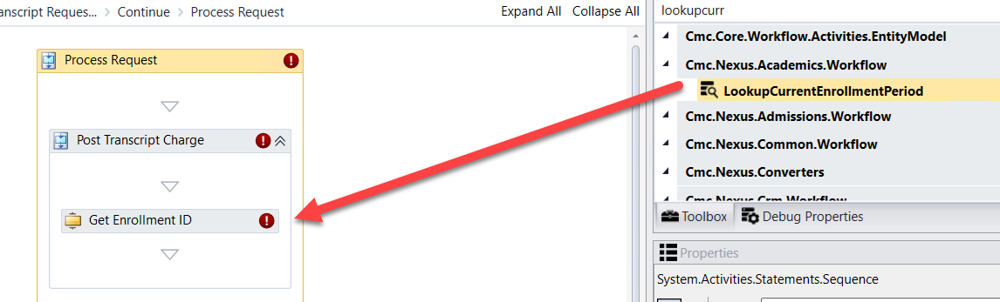 anscript Reques... > Continue > Process Request
Expand All Collapse All
Process Request
Post Transcript Charge
Get Enrollment ID
lookupcurr
Cmc.Core.Workflow.Activities.EntityModel
Cmc.Nexus.Academics.Workflow
LookupCurrentEnrollmentPeriod
Cmc.Nexus.Admissions.Workflow
Cmc.Nexus.Common.Workflow
Cmc.Nexus.Converters
Cmc.Nexus.Crm.Workflow
Toolbox Debug Properties
Properties
System.Activities.Statements.Sequence